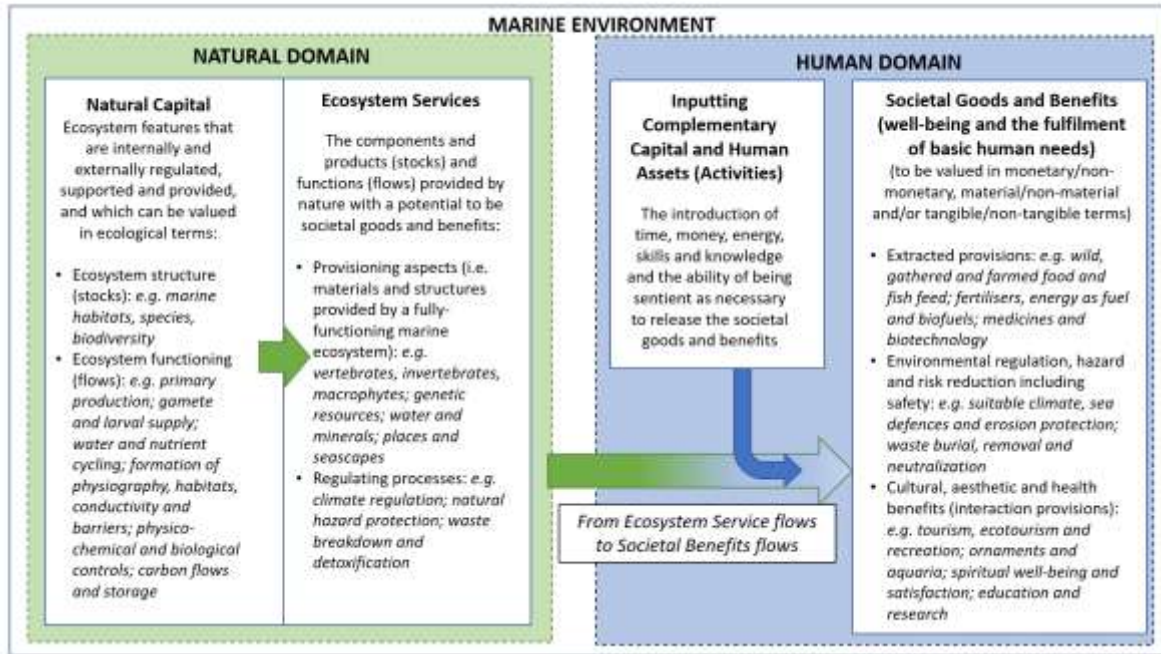 MARINE ENVIRONMENT
NATURAL DOMAIN
Natural Capital
Ecosystem features that
are internally and
externally regulated,
supported and provided,
and which can be valued
in ecological terms:
• Ecosystem structure
(stocks): e.g. marine
habitats, species,
biodiversity
• Ecosystem functioning
(flows): e.g. primary
production; gamete
and larval supply;
water and nutrient
cycling; formation of
physiography, habitats,
conductivity and
barriers; physico-
chemical and biological
controls; carbon flows
and storage
Ecosystem Services
The components and
products (stocks) and
functions (flows) provided by
nature with a potential to be
societal goods and benefits:
• Provisioning aspects (i.e.
materials and structures
provided by a fully-
functioning marine
ecosystem): e.g.
vertebrates, invertebrates,
macrophytes; genetic
resources; water and
minerals; places and
seascapes
• Regulating processes: e.g.
climate regulation; natural
hazard protection; waste
breakdown and
detoxification
HUMAN DOMAIN
Inputting
Complementary
Capital and Human
Assets (Activities)
The introduction of
time, money, energy,
skills and knowledge
and the ability of being
sentient as necessary
to release the societal
goods and benefits
From Ecosystem Service flows
to Societal Benefits flows
Societal Goods and Benefits
(well-being and the fulfilment
of basic human needs)
(to be valued in monetary/non-
monetary, material/non-material
and/or tangible/non-tangible terms)
• Extracted provisions: e.g. wild,
gathered and farmed food and
fish feed; fertilisers, energy as fuel
and biofuels; medicines and
biotechnology
• Environmental regulation, hazard
and risk reduction including
safety: e.g. suitable climate, sea
defences and erosion protection;
waste burial, removal and
neutralization
• Cultural, aesthetic and health
benefits (interaction provisions):
e.g. tourism, ecotourism and
recreation; ornaments and
aquaria; spiritual well-being and
satisfaction; education and
research